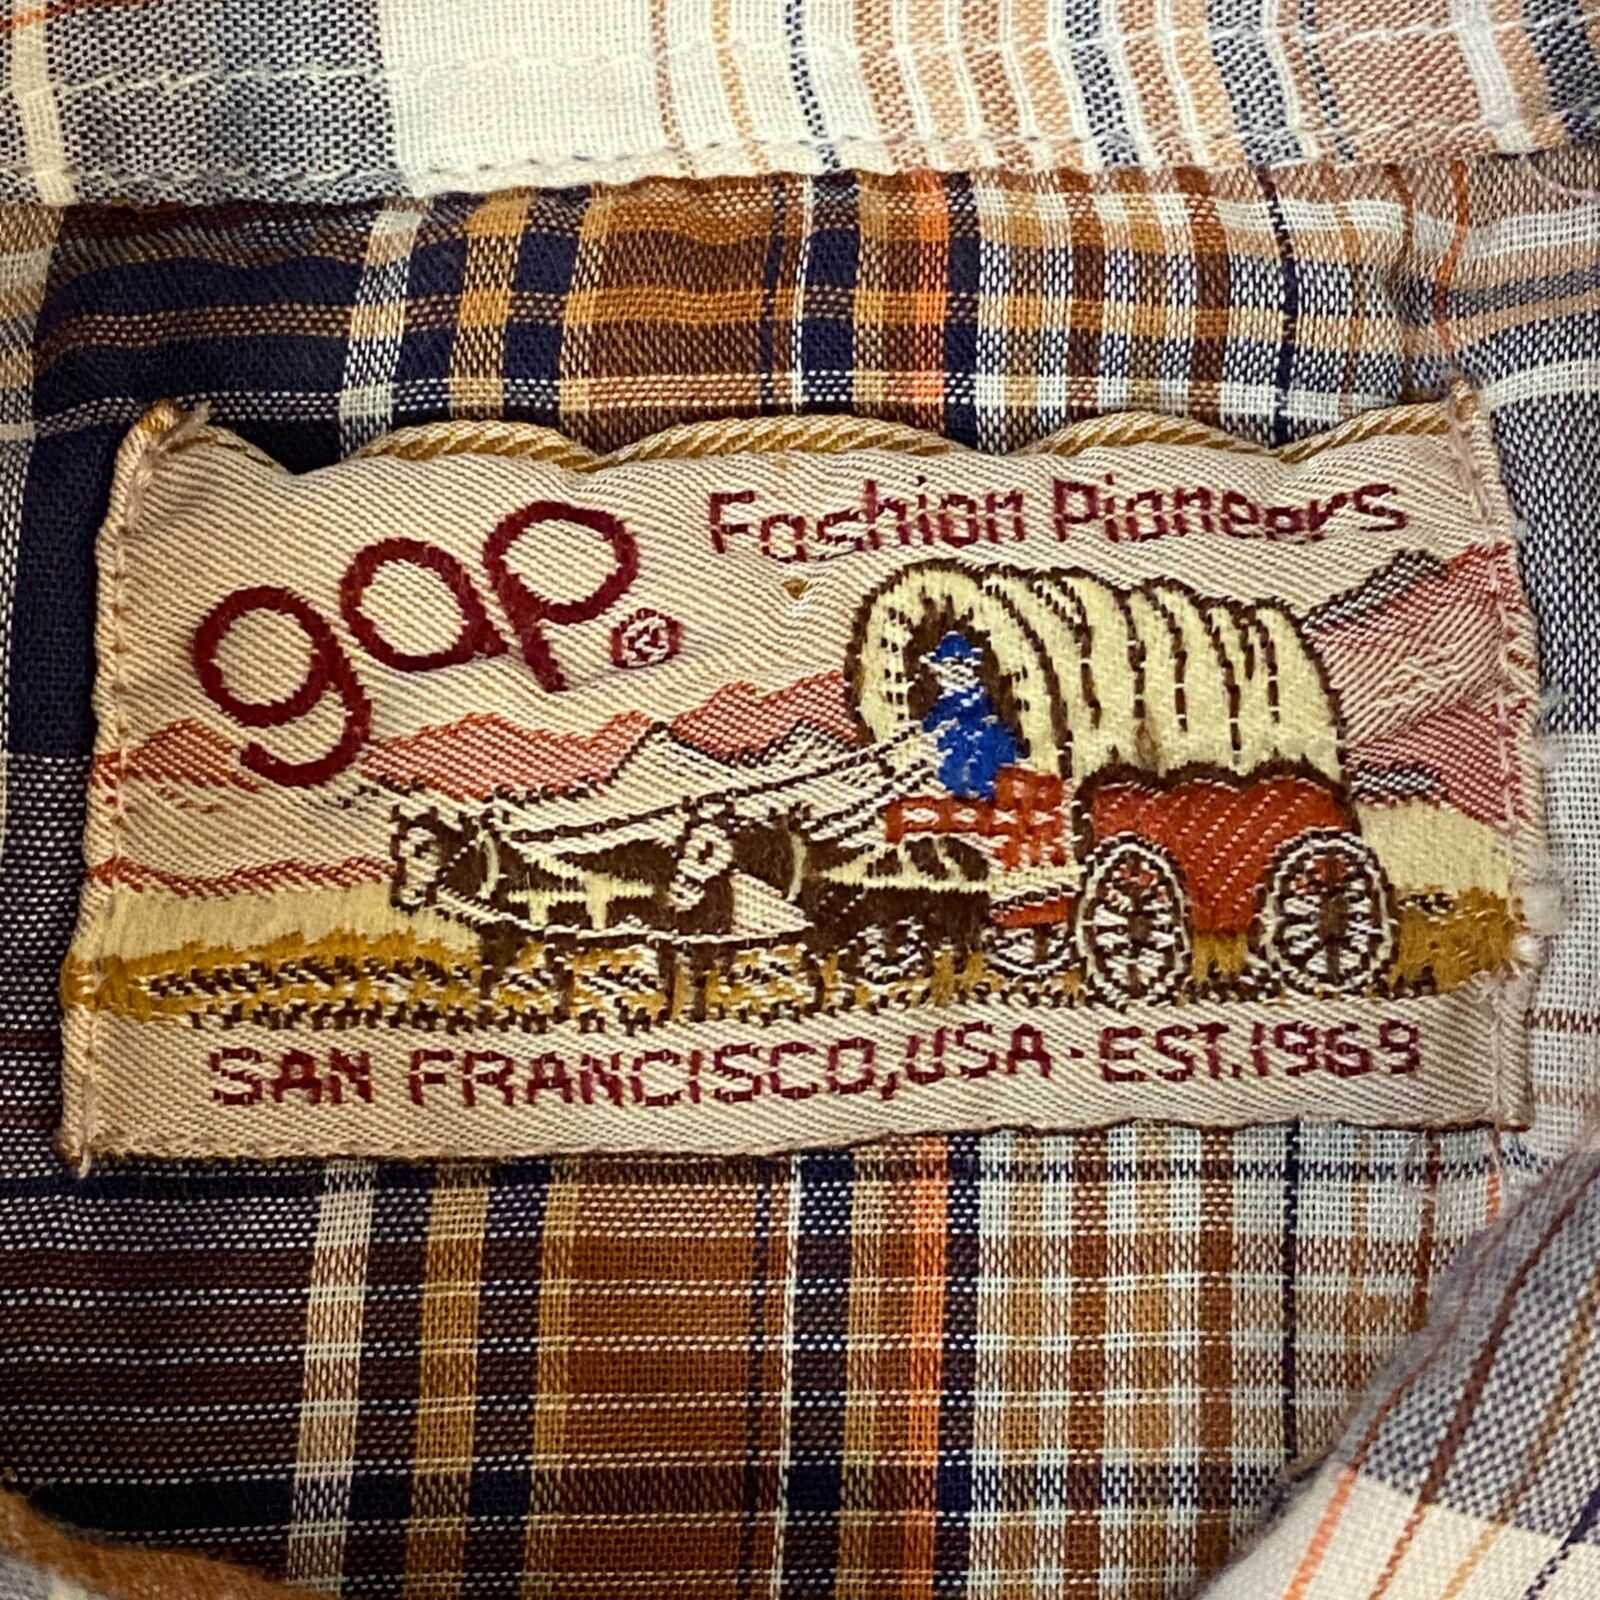 gap®
Fashion Pioneers
SAN FRANCISCO, USA · EST. 1969